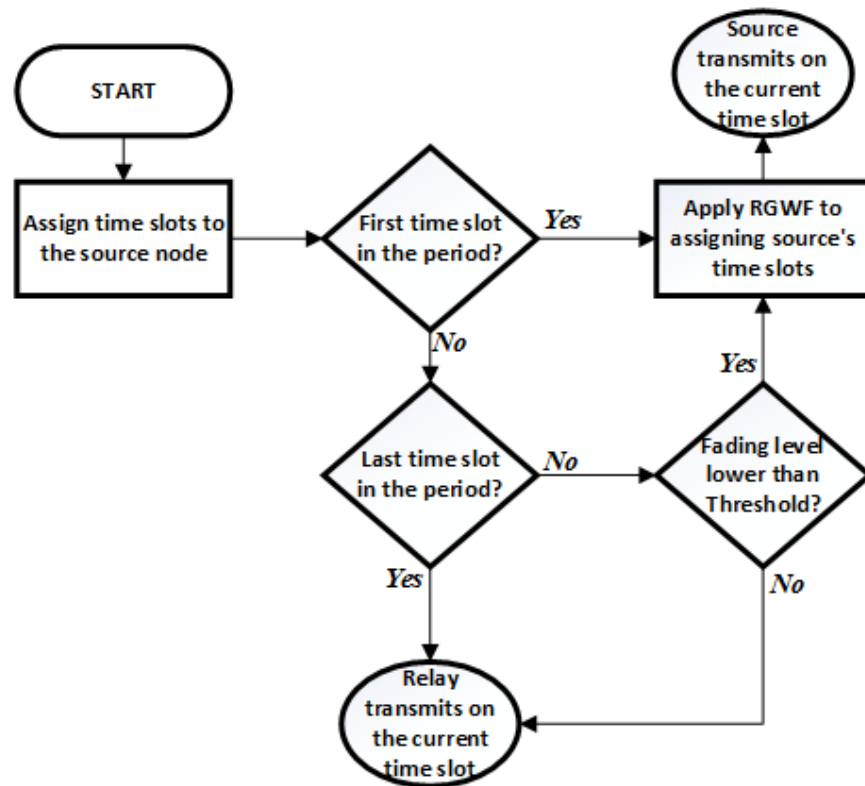 START
Assign time slots to
the source node
First time slot
in the period?
Yes
Apply RGWF to
assigning source's
time slots
Source
transmits on
the current
time slot
No
Last time slot
in the period?
No
Fading level
lower than
Threshold?
Yes
Yes
No
Relay
transmits on
the current
time slot